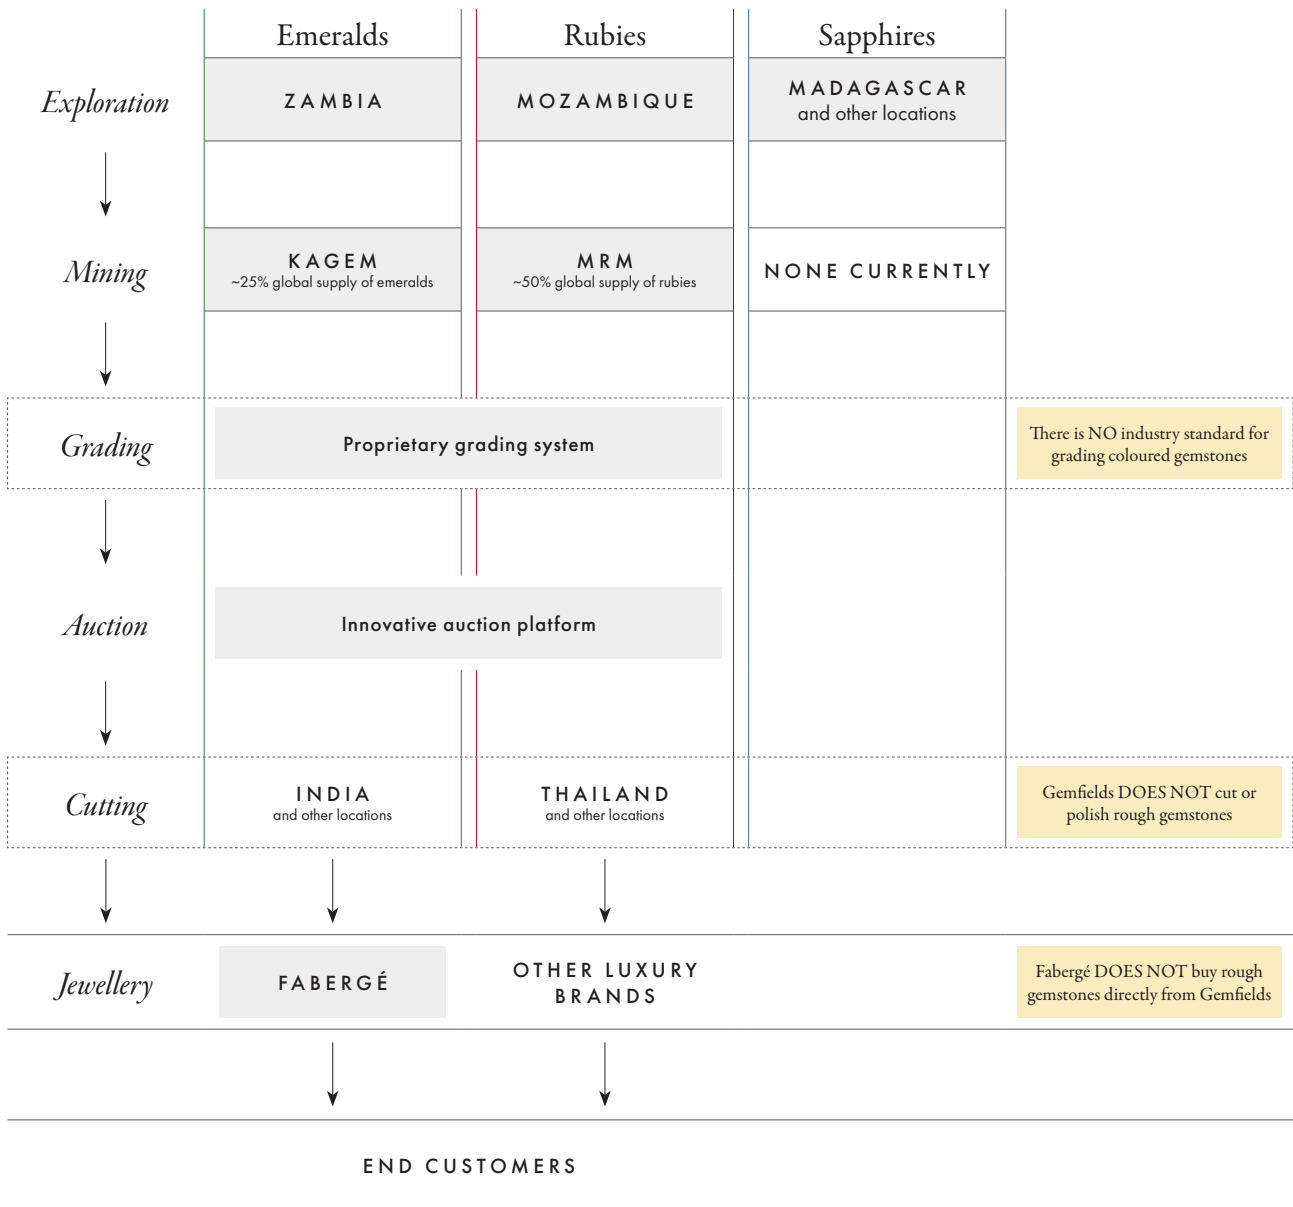 Emeralds
Rubies
Sapphires
Exploration
ZAMBIA
MOZAMBIQUE
MADAGASCAR
and other locations
Mining
KAGEM
~25% global supply of emeralds
MRM
~50% global supply of rubies
NONE CURRENTLY
Grading
Proprietary grading system
There is NO industry standard for
grading coloured gemstones
Auction
Innovative auction platform
Cutting
INDIA
and other locations
THAILAND
and other locations
Gemfields DOES NOT cut or
polish rough gemstones
Jewellery
FABERGÉ
OTHER LUXURY
BRANDS
Fabergé DOES NOT buy rough
gemstones directly from Gemfields
END CUSTOMERS